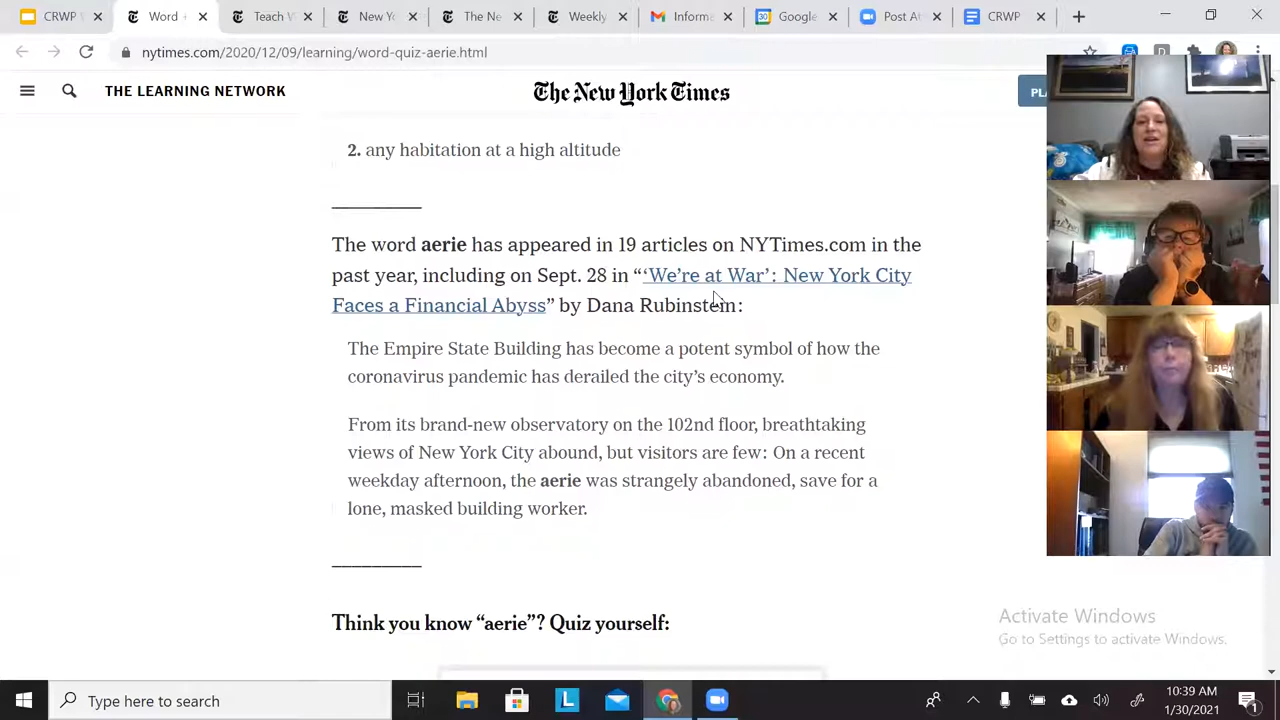 CRWP
Word +
Teach W
New Yo
The Ne
Weekly
Inform
Google
Post At
CRWP
nytimes.com/2020/12/09/learning/word-quiz-aerie.html
THE LEARNING NETWORK
The New York Times
PL
2. any habitation at a high altitude
The word aerie has appeared in 19 articles on NYTimes.com in the
past year, including on Sept. 28 in “‘We’re at War’: New York City
Faces a Financial Abyss” by Dana Rubinstein:
The Empire State Building has become a potent symbol of how the
coronavirus pandemic has derailed the city’s economy.
From its brand-new observatory on the 102nd floor, breathtaking
views of New York City abound, but visitors are few: On a recent
weekday afternoon, the aerie was strangely abandoned, save for a
lone, masked building worker.
Think you know “aerie”? Quiz yourself:
Activate Windows
Go to Settings to activate Windows.
Type here to search
10:39 AM
1/30/2021